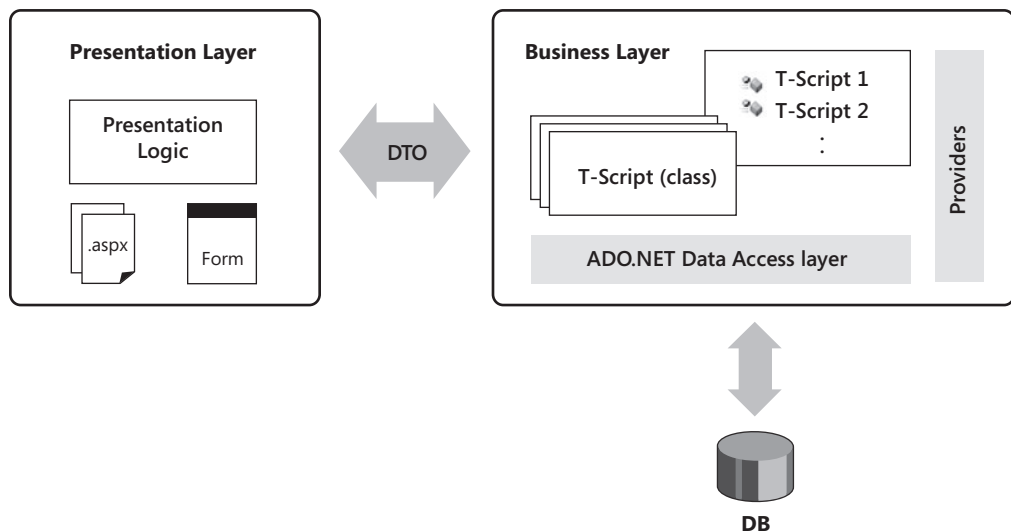 Presentation Layer
Presentation
Logic
.aspx
Form
DTO
Business Layer
T-Script 1
T-Script 2
:
T-Script (class)
ADO.NET Data Access layer
Providers
DB